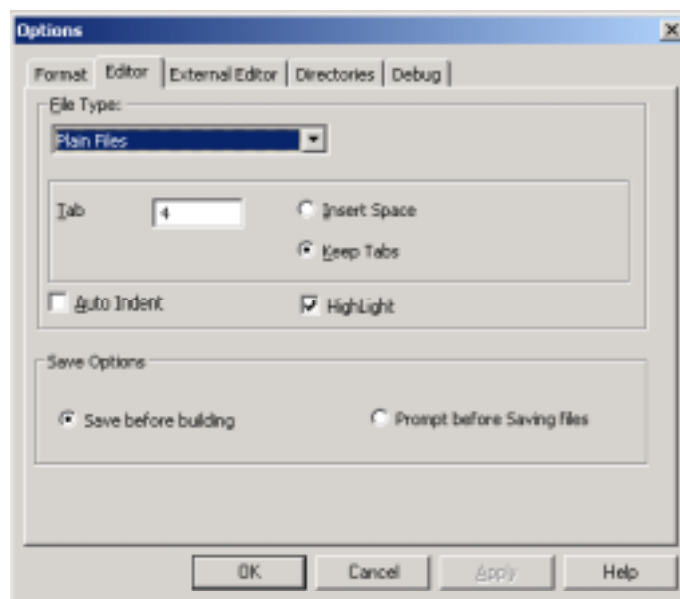 Options
Format Editor External Editor Directories Debug
File Type:
Plain Files
Tab 4 Insert Space
Keep Tabs
Auto Indent HighLight
Save Options
Save before building Prompt before Saving files
OK Cancel Apply Help